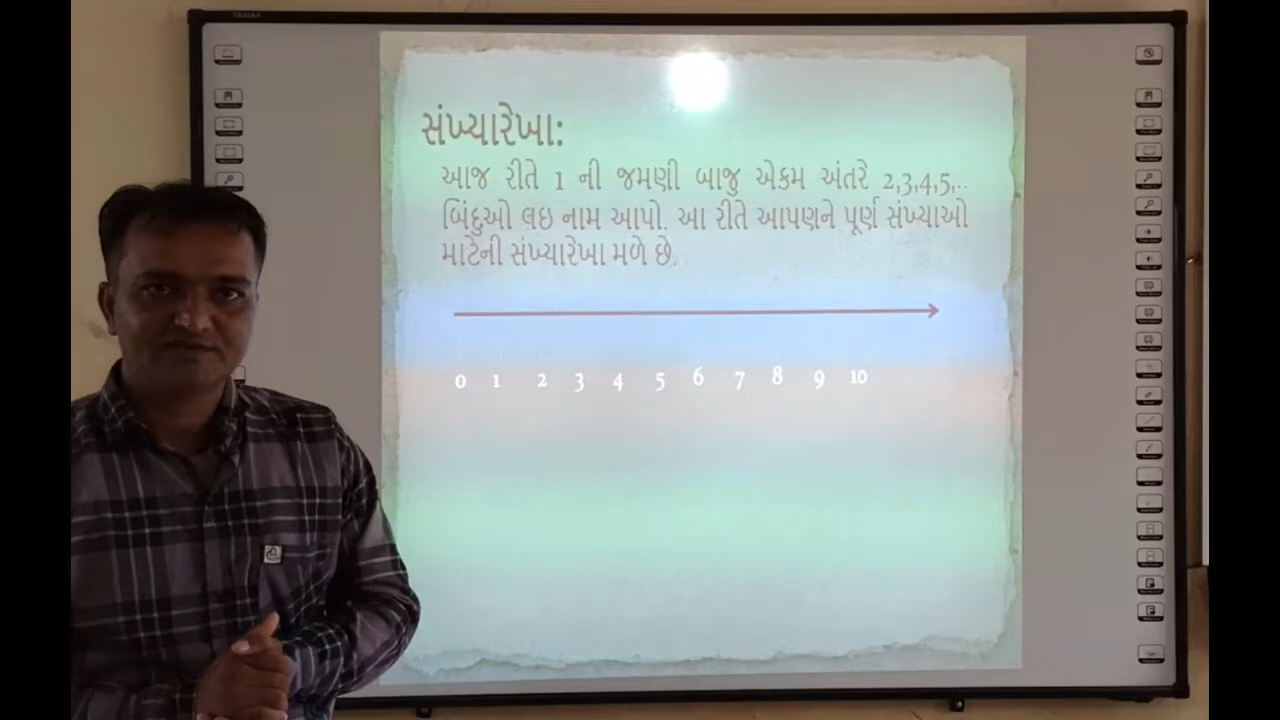 સંખ્યારેખા:
આજ રીતે 1 ની જમણી બાજુ એકમ અંતરે 2,3,4,5,..
બિંદુઓ લઇ નામ આપો. આ રીતે આપણને પૂર્ણ સંખ્યાઓ
માટેની સંખ્યારેખા મળે છે.
0 1 2 3 4 5 6 7 8 9 10